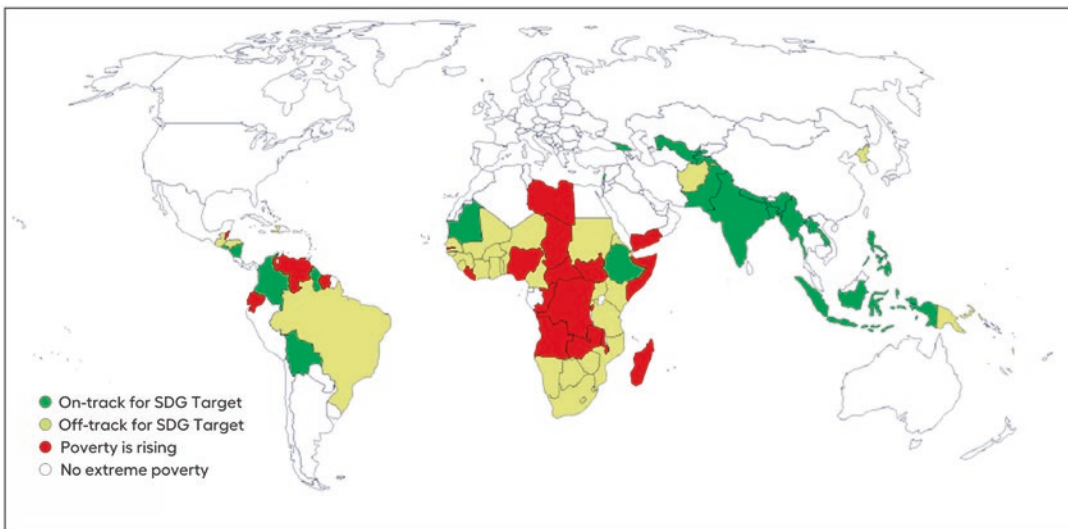 On-track for SDG Target
Off-track for SDG Target
Poverty is rising
No extreme poverty